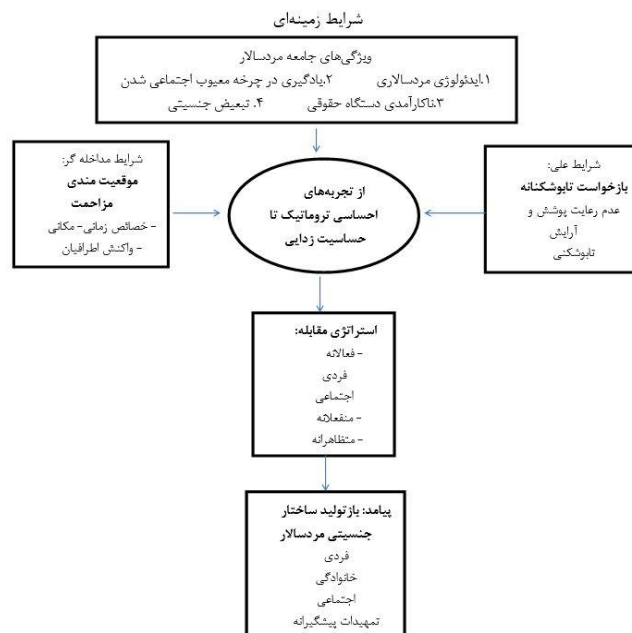 شرایط زمینه‌ای
ویژگی‌های جامعه مردسالار
۱.ایدئولوژی مردسالاری ۲.یادگیری در چرخه معیوب اجتماعی شدن
۳.ناکارآمدی دستگاه حقوقی ۴. تبعیض جنسیتی
شرایط علی:
بازخواست تابوشکنانه
عدم رعایت پوشش و
آرایش
تابوشکنی
از تجربه‌های
احساسی تروماتیک تا
حساسیت زدایی
شرایط مداخله گر:
موقعیت مندی
مزاحمت
- خصائص زمانی- مکانی
- واکنش اطرافیان
استراتژی مقابله:
- فعالانه
فردی
اجتماعی
- منفعلانه
- متظاهرانه
پیامد: بازتولید ساختار
جنسیتی مردسالار
فردی
خانوادگی
اجتماعی
تمهیدات پیشگیرانه